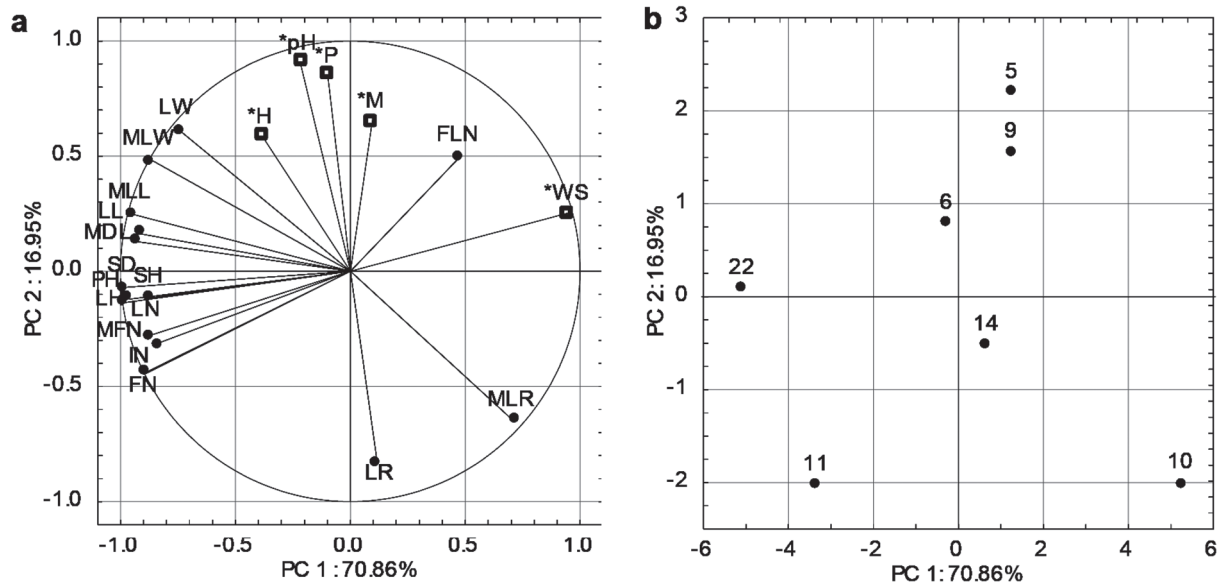 a
1.0
0.5
0.0
-0.5
-1.0
PC 2:16.95%
*pH
*P
*H
*M
LW
MLW
FLN
*WS
MLL
LL
MDL
SD
PH
SH
LH
LN
MFN
IN
FN
MLR
LR
-1.0 -0.5 0.0 0.5 1.0
PC 1:70.86%
b
3
2
1
0
-1
-2
PC 2:16.95%
5
9
6
22
14
11
10
-6 -4 -2 0 2 4 6
PC 1:70.86%